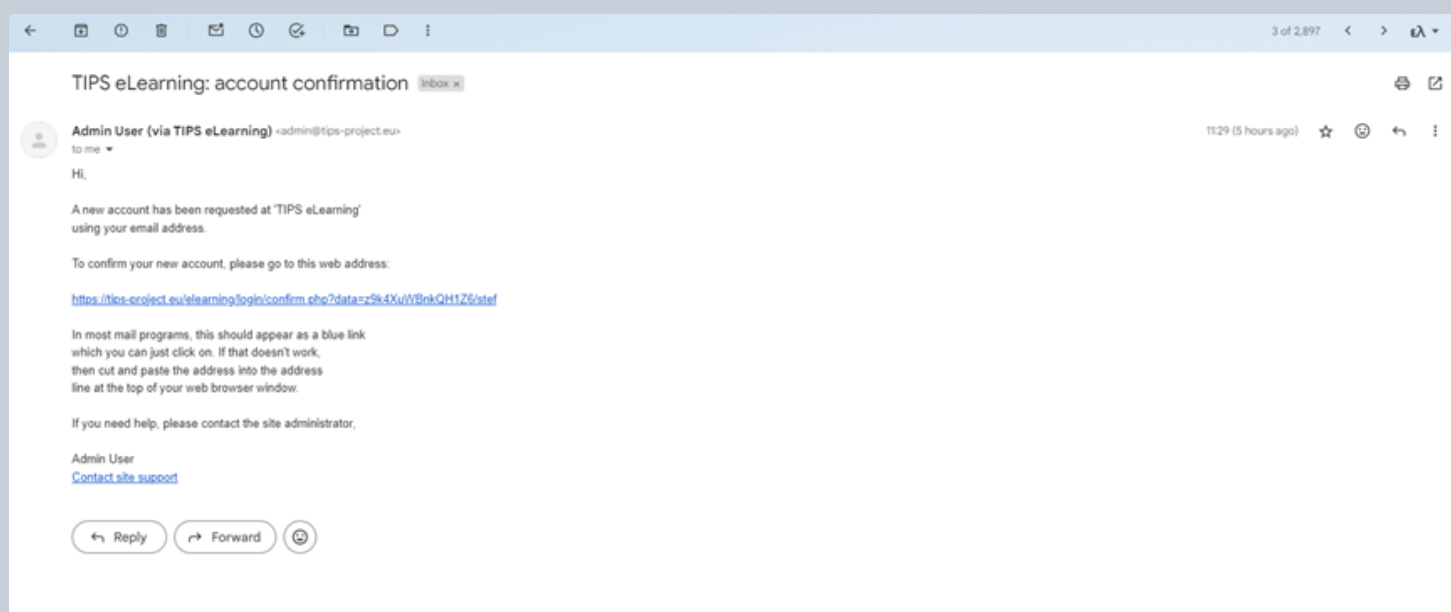 3 of 2,897
ελ
TIPS eLearning: account confirmation Inbox ×
Admin User (via TIPS eLearning) <admin@tips-project.eu>
11:29 (5 hours ago)
to me
Hi,
A new account has been requested at 'TIPS eLearning'
using your email address.
To confirm your new account, please go to this web address:
https://tips-project.eu/elearning/login/confirm.php?data=z9k4XuWBnkQH1Z6/stef
In most mail programs, this should appear as a blue link
which you can just click on. If that doesn't work,
then cut and paste the address into the address
line at the top of your web browser window.
If you need help, please contact the site administrator,
Admin User
Contact site support
Reply
Forward